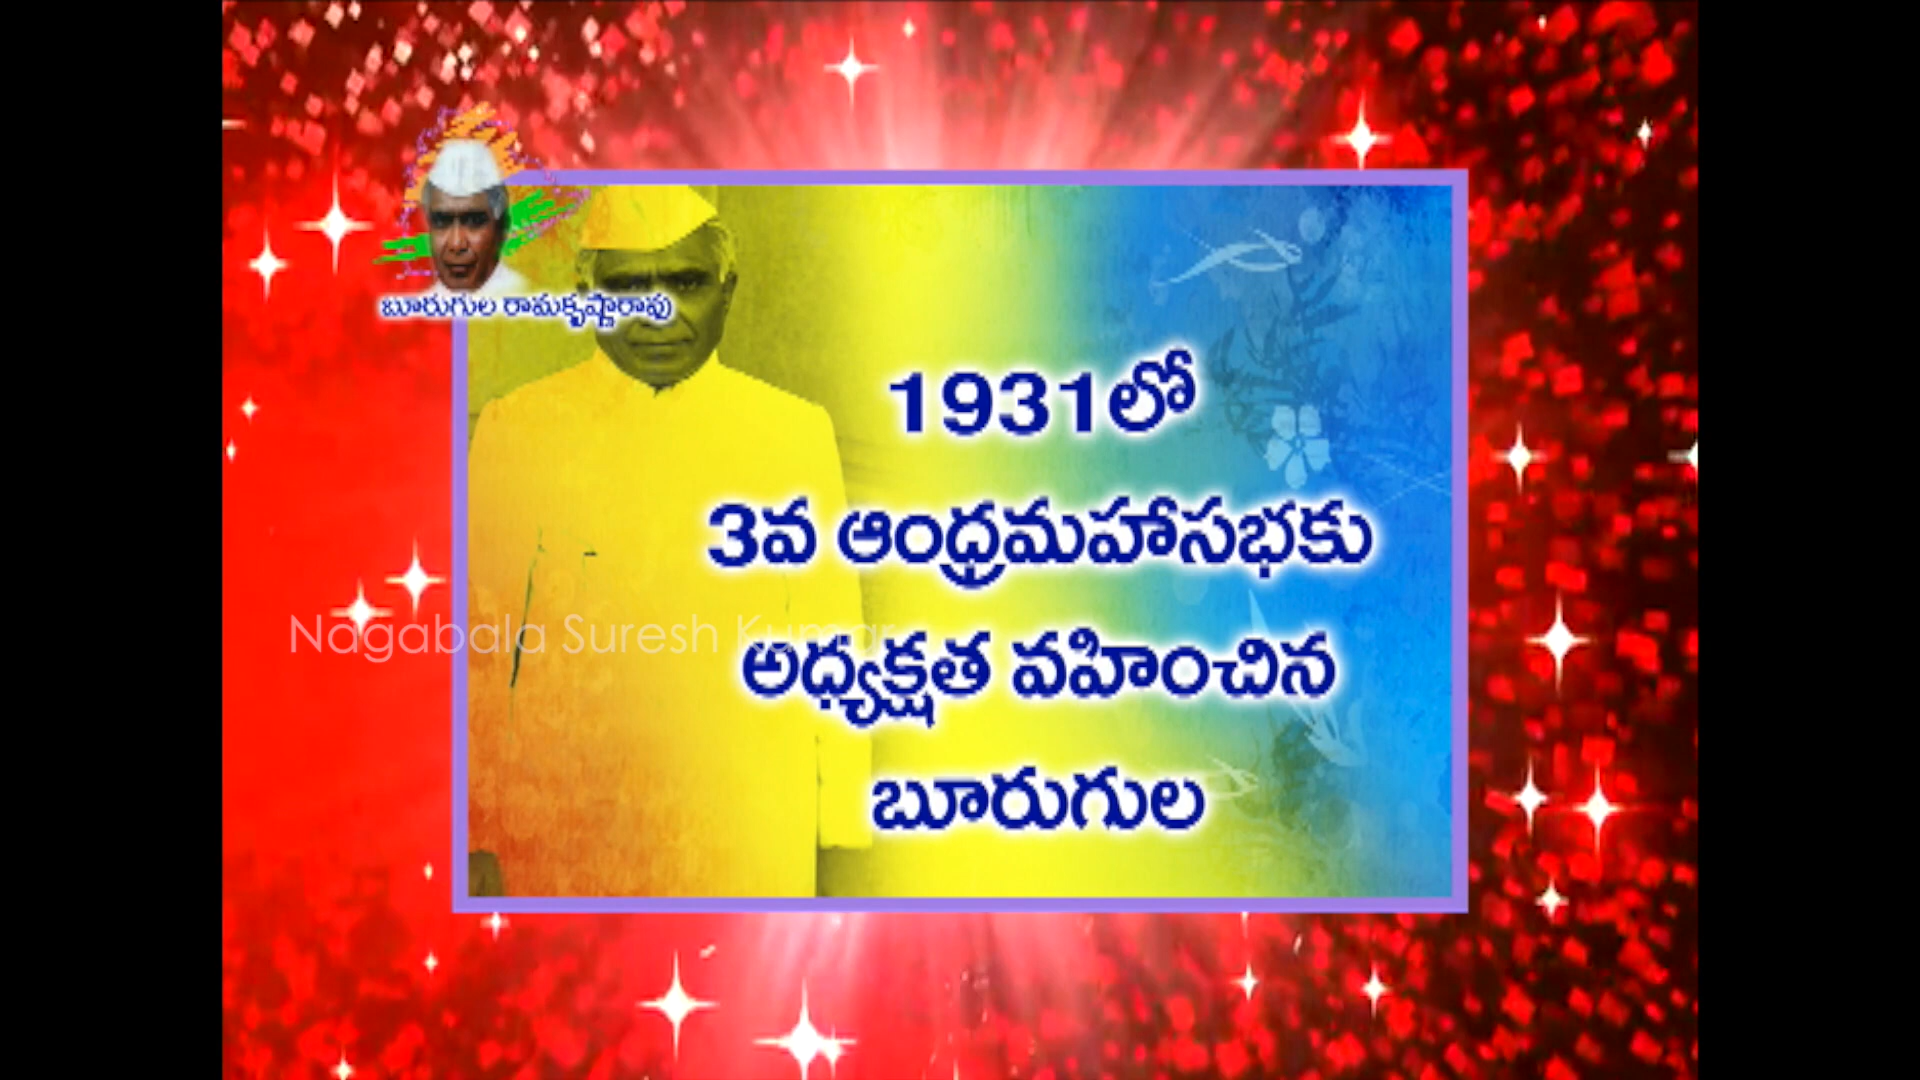 బూరుగుల రామకృష్ణారావు
1931లో
3వ ఆంధ్రమహాసభకు
అధ్యక్షత వహించిన
బూరుగుల
Nagabala Suresh Kumar